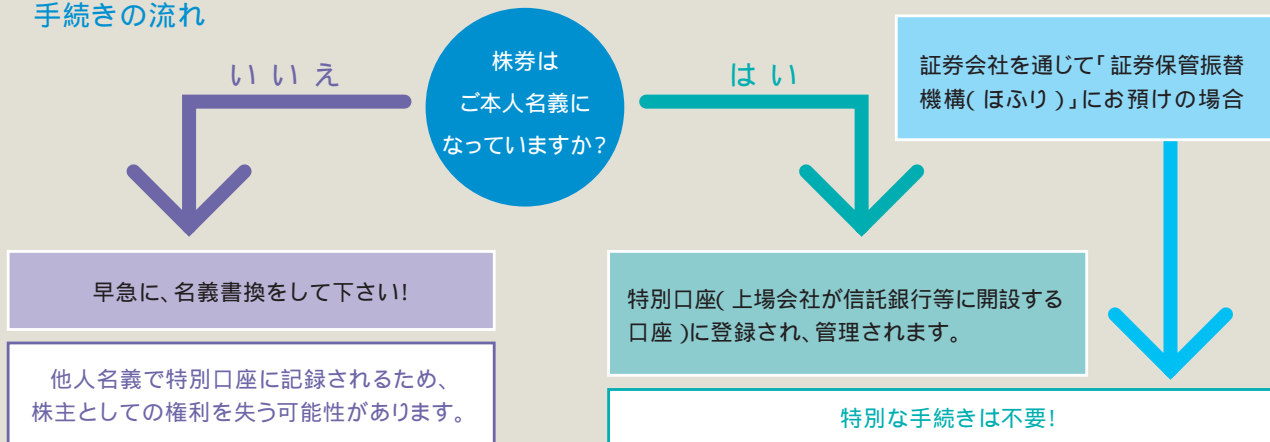 手続きの流れ
株券は
ご本人名義に
なっていますか?
いいえ
はい
証券会社を通じて「証券保管振替
機構(ほふり)」にお預けの場合
早急に、名義書換をして下さい!
他人名義で特別口座に記録されるため、
株主としての権利を失う可能性があります。
特別口座(上場会社が信託銀行等に開設する
口座)に登録され、管理されます。
特別な手続きは不要!